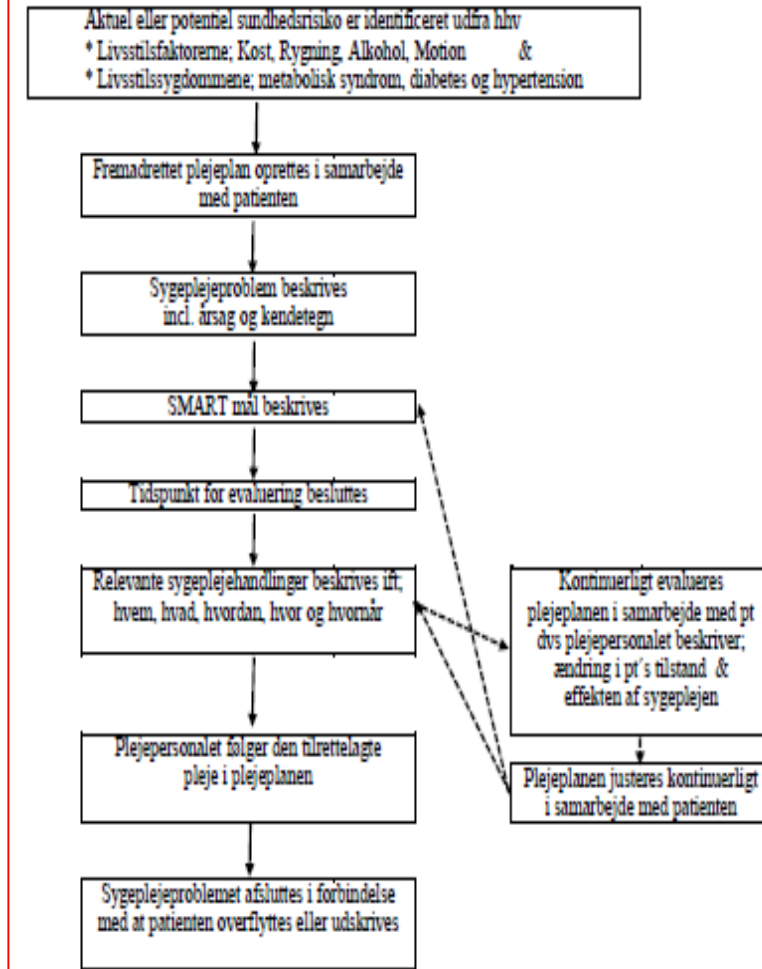 Aktuel eller potentiel sundhedsrisiko er identificeret udfra hhv
* Livsstilsfaktorerne; Kost, Rygning, Alkohol, Motion &
* Livsstilssygdommene; metabolisk syndrom, diabetes og hypertension
Fremadrettet plejeplan oprettes i samarbejde
med patienten
Sygeplejeproblem beskrives
incl. årsag og kendetegn
SMART mål beskrives
Tidspunkt for evaluering besluttes
Relevante sygeplejehandlinger beskrives ift;
hvem, hvad, hvordan, hvor og hvornår
Kontinuerligt evalueres
plejeplanen i samarbejde med pt
dvs plejepersonalet beskriver;
ændring i pt´s tilstand &
effekten af sygeplejen
Plejepersonalet følger den tilrettelagte
pleje i plejeplanen
Plejeplanen justeres kontinuerligt
i samarbejde med patienten
Sygeplejeproblemet afsluttes i forbindelse
med at patienten overflyttes eller udskrives